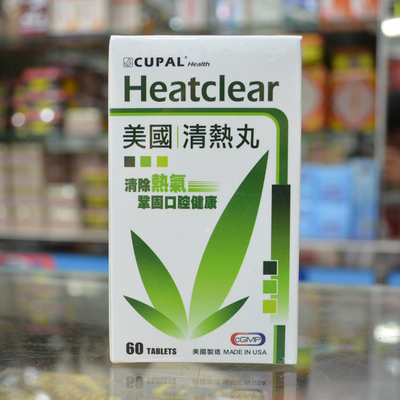 CUPAL® Health
Heatclear
美國|清熱丸
清除熱氣
鞏固口腔健康
cGMP
60 TABLETS
美國製造 MADE IN USA